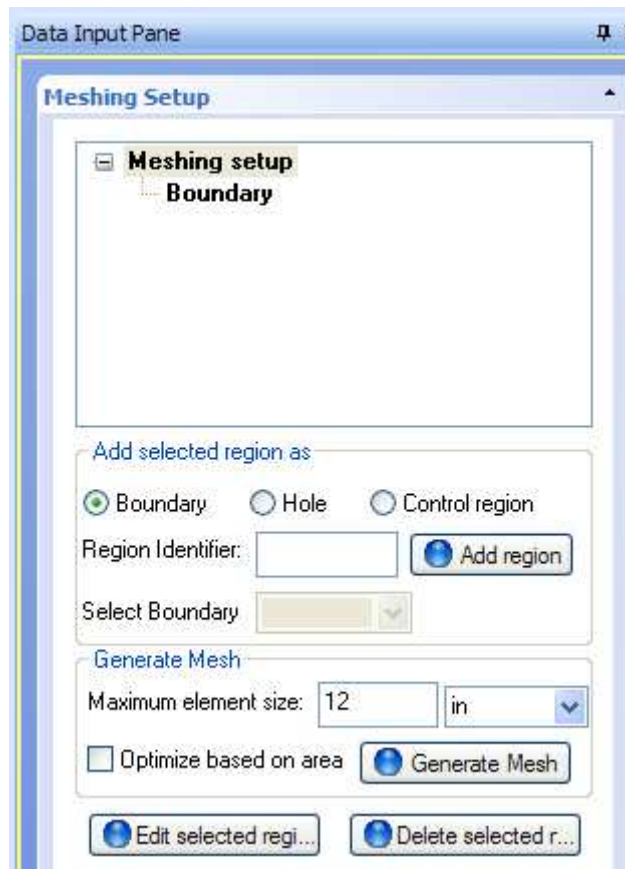 Data Input Pane
Meshing Setup
Meshing setup
Boundary
Add selected region as
Boundary Hole Control region
Region Identifier: Add region
Select Boundary
Generate Mesh
Maximum element size: 12 in
Optimize based on area Generate Mesh
Edit selected regi... Delete selected r...